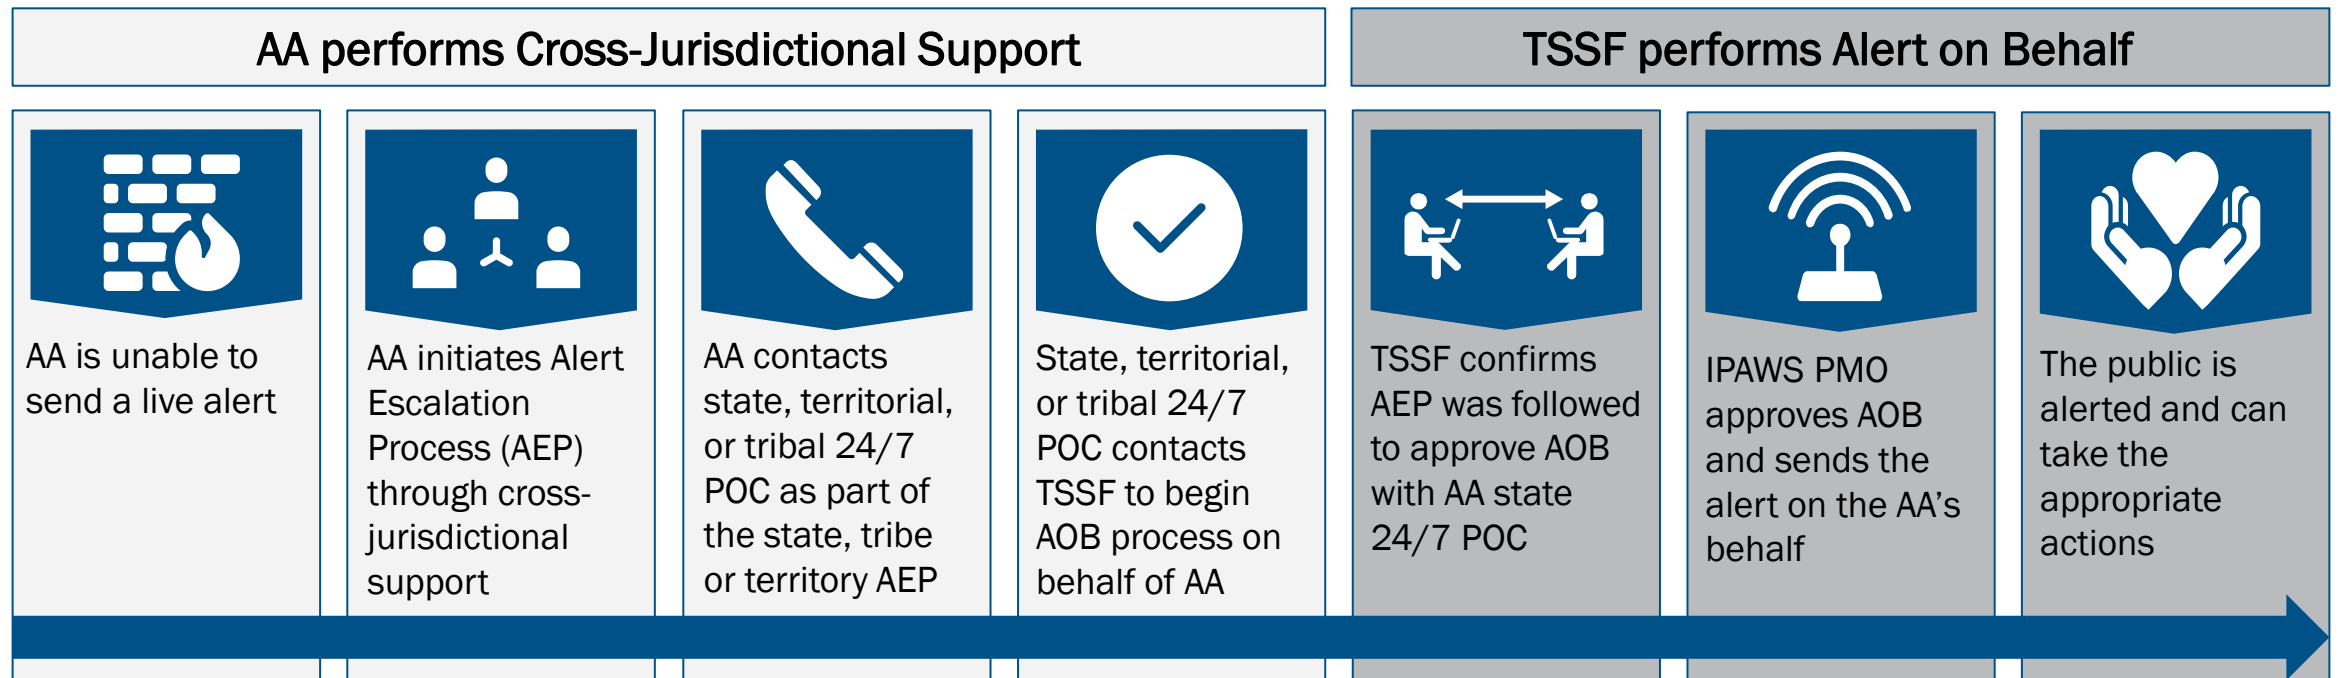 AA performs Cross-Jurisdictional Support
TSSF performs Alert on Behalf
AA is unable to
send a live alert
AA initiates Alert
Escalation
Process (AEP)
through cross-
jurisdictional
support
AA contacts
state, territorial,
or tribal 24/7
POC as part of
the state, tribe
or territory AEP
State, territorial,
or tribal 24/7
POC contacts
TSSF to begin
AOB process on
behalf of AA
TSSF confirms
AEP was followed
to approve AOB
with AA state
24/7 POC
IPAWS PMO
approves AOB
and sends the
alert on the AA’s
behalf
The public is
alerted and can
take the
appropriate
actions